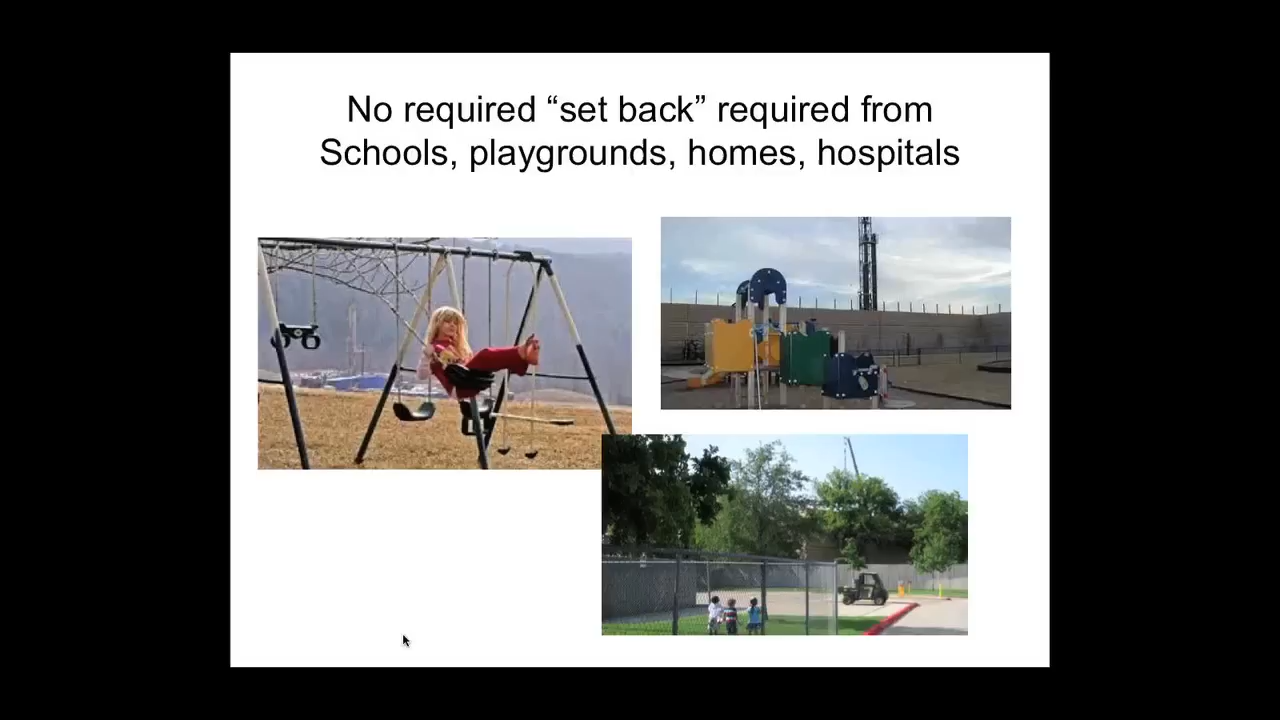 No required “set back” required from
Schools, playgrounds, homes, hospitals